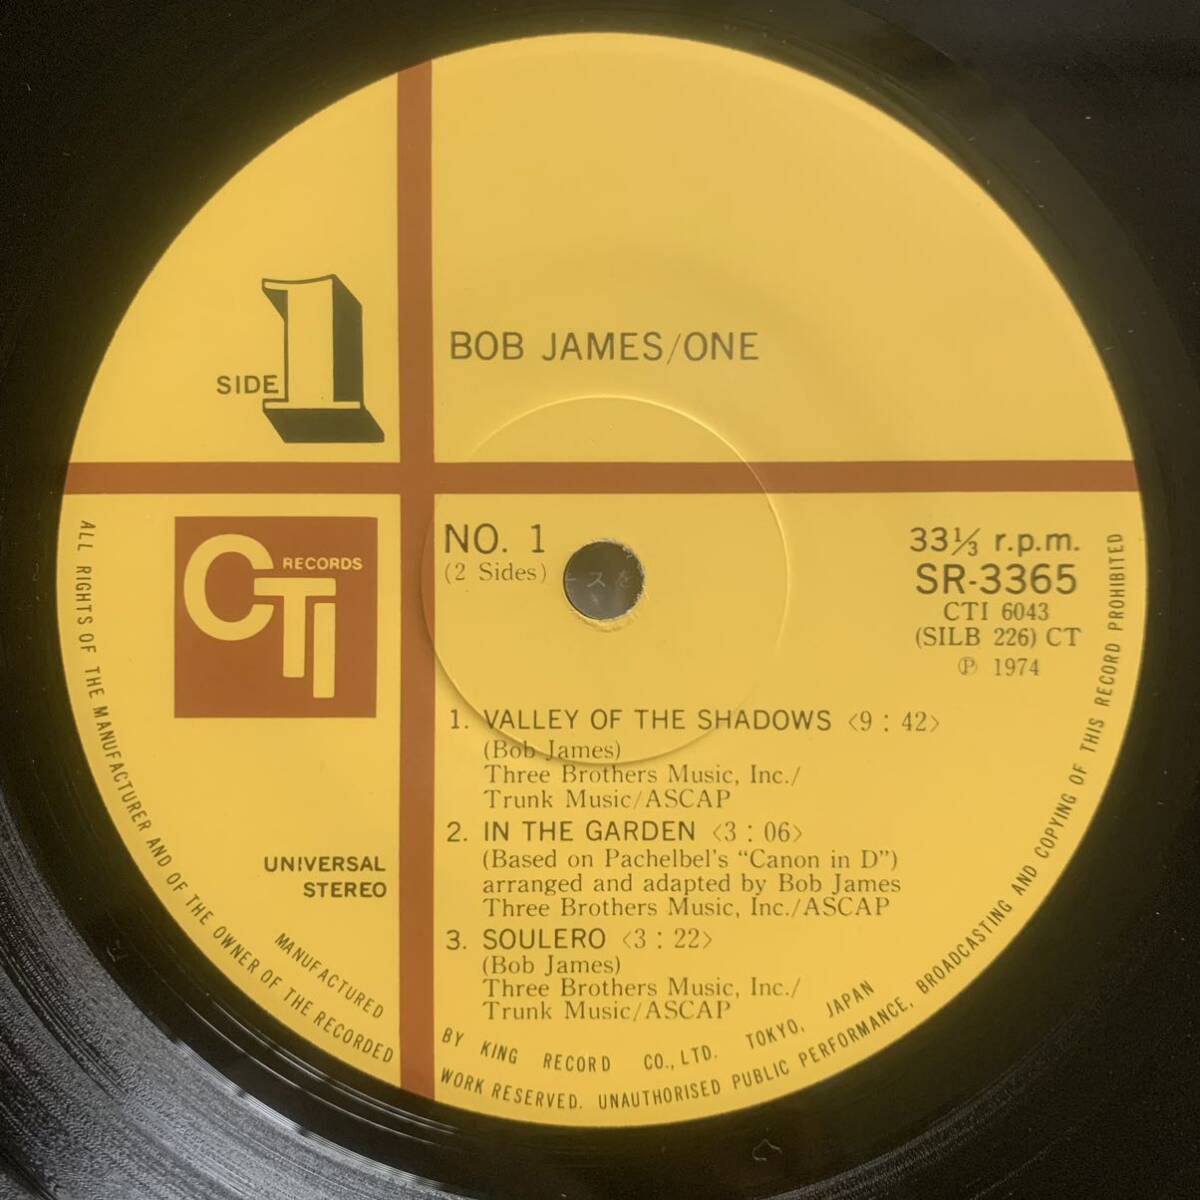 BOB JAMES/ONE
SIDE 1
CTI RECORDS
NO. 1
(2 Sides)
33⅓ r.p.m.
SR-3365
CTI 6043
(SILB 226) CT
Ⓟ 1974
1. VALLEY OF THE SHADOWS 〈9 : 42〉
(Bob James)
Three Brothers Music, Inc./
Trunk Music/ASCAP
2. IN THE GARDEN 〈3 : 06〉
(Based on Pachelbel's “Canon in D”)
arranged and adapted by Bob James
Three Brothers Music, Inc./ASCAP
3. SOULERO 〈3 : 22〉
(Bob James)
Three Brothers Music, Inc./
Trunk Music/ASCAP
UNIVERSAL
STEREO
MANUFACTURED BY KING RECORD CO., LTD. TOKYO, JAPAN
ALL RIGHTS OF THE MANUFACTURER AND OF THE OWNER OF THE RECORDED WORK RESERVED. UNAUTHORISED PUBLIC PERFORMANCE, BROADCASTING AND COPYING OF THIS RECORD PROHIBITED